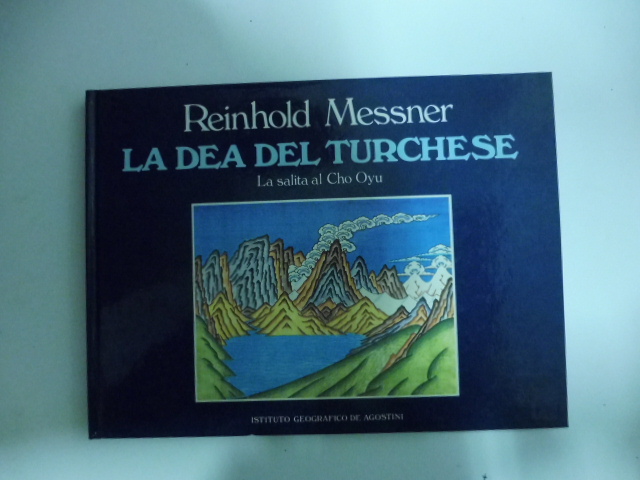 Reinhold Messner
LA DEA DEL TURCHESE
La salita al Cho Oyu
ISTITUTO GEOGRAFICO DE AGOSTINI